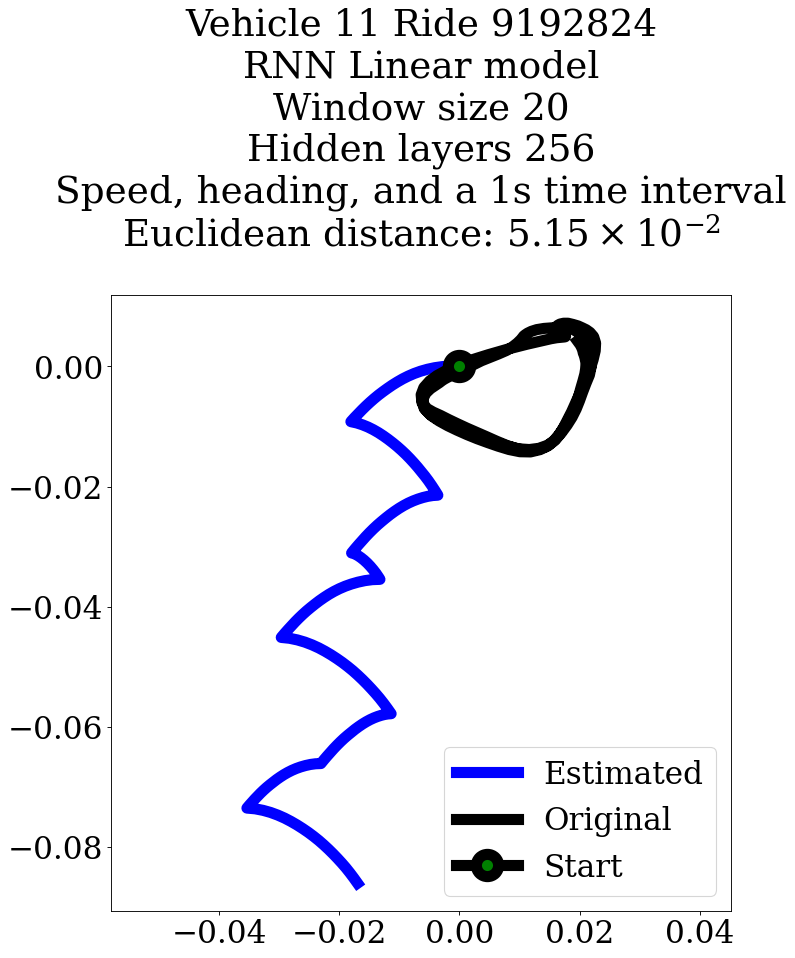 Vehicle 11 Ride 9192824
RNN Linear model
Window size 20
Hidden layers 256
Speed, heading, and a 1s time interval
Euclidean distance: 5.15 × 10⁻²
0.00
−0.02
−0.04
−0.06
−0.08
Estimated
Original
Start
−0.04 −0.02 0.00 0.02 0.04